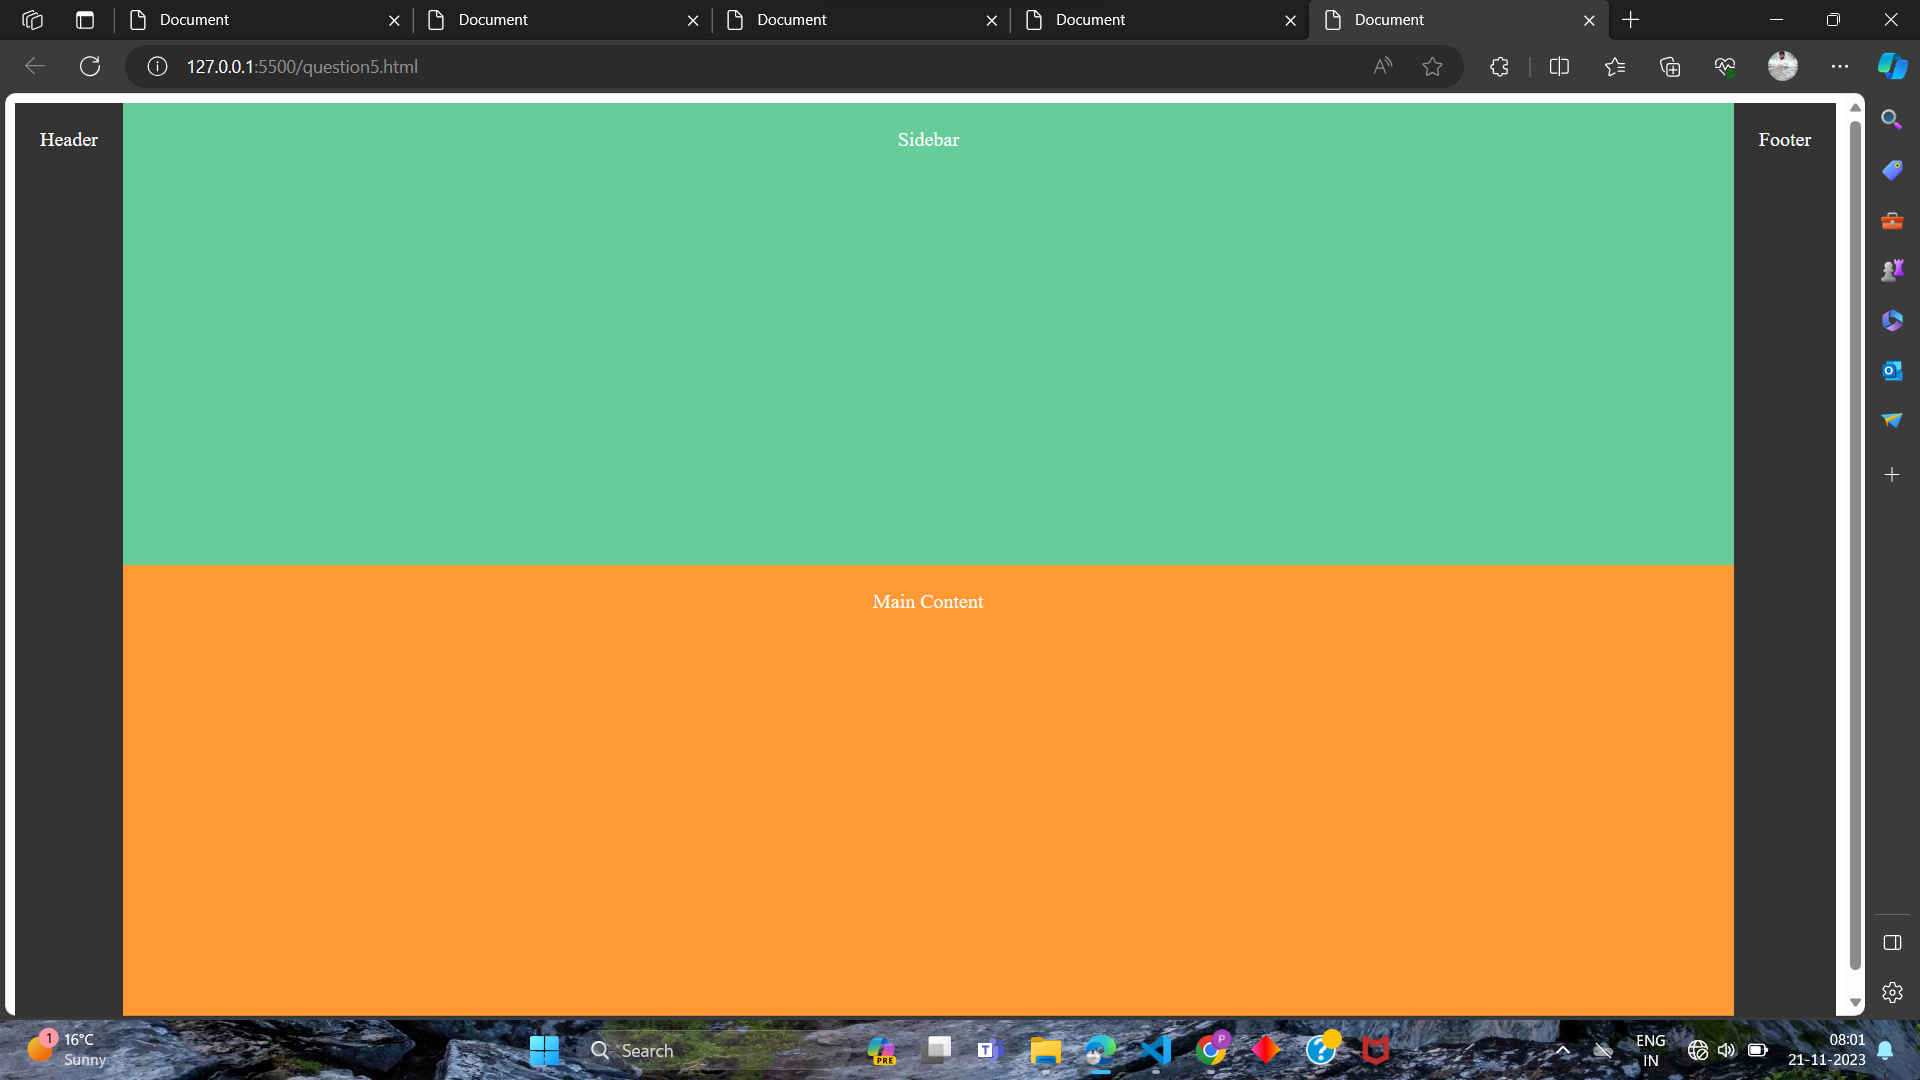 Document
Document
Document
Document
Document
127.0.0.1:5500/question5.html
Header
Sidebar
Footer
Main Content
1
16°C
Sunny
Search
PRE
P
ENG
IN
08:01
21-11-2023